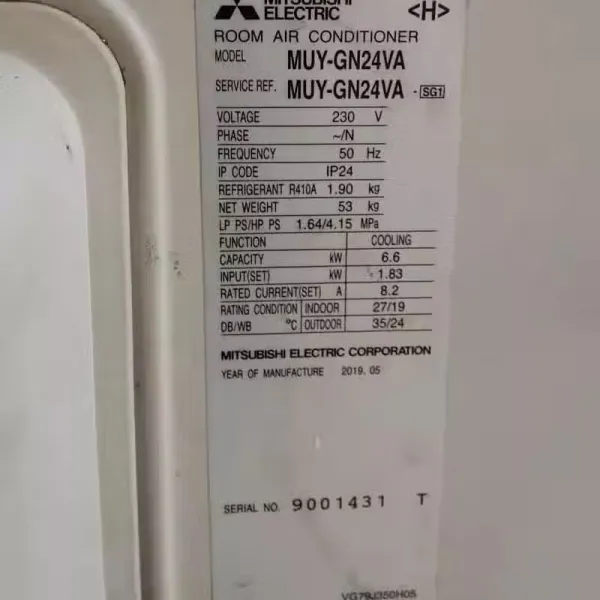 MITSUBISHI
ELECTRIC <H>
ROOM AIR CONDITIONER
MODEL MUY-GN24VA
SERVICE REF. MUY-GN24VA - SG1
VOLTAGE 230 V
PHASE ~/N
FREQUENCY 50 Hz
IP CODE IP24
REFRIGERANT R410A 1.90 kg
NET WEIGHT 53 kg
LP PS/HP PS 1.64/4.15 MPa
FUNCTION COOLING
CAPACITY kW 6.6
INPUT(SET) kW 1.83
RATED CURRENT(SET) A 8.2
RATING CONDITION INDOOR 27/19
DB/WB °C OUTDOOR 35/24
MITSUBISHI ELECTRIC CORPORATION
YEAR OF MANUFACTURE 2019. 05
SERIAL NO. 9001431 T
VG79J350H05